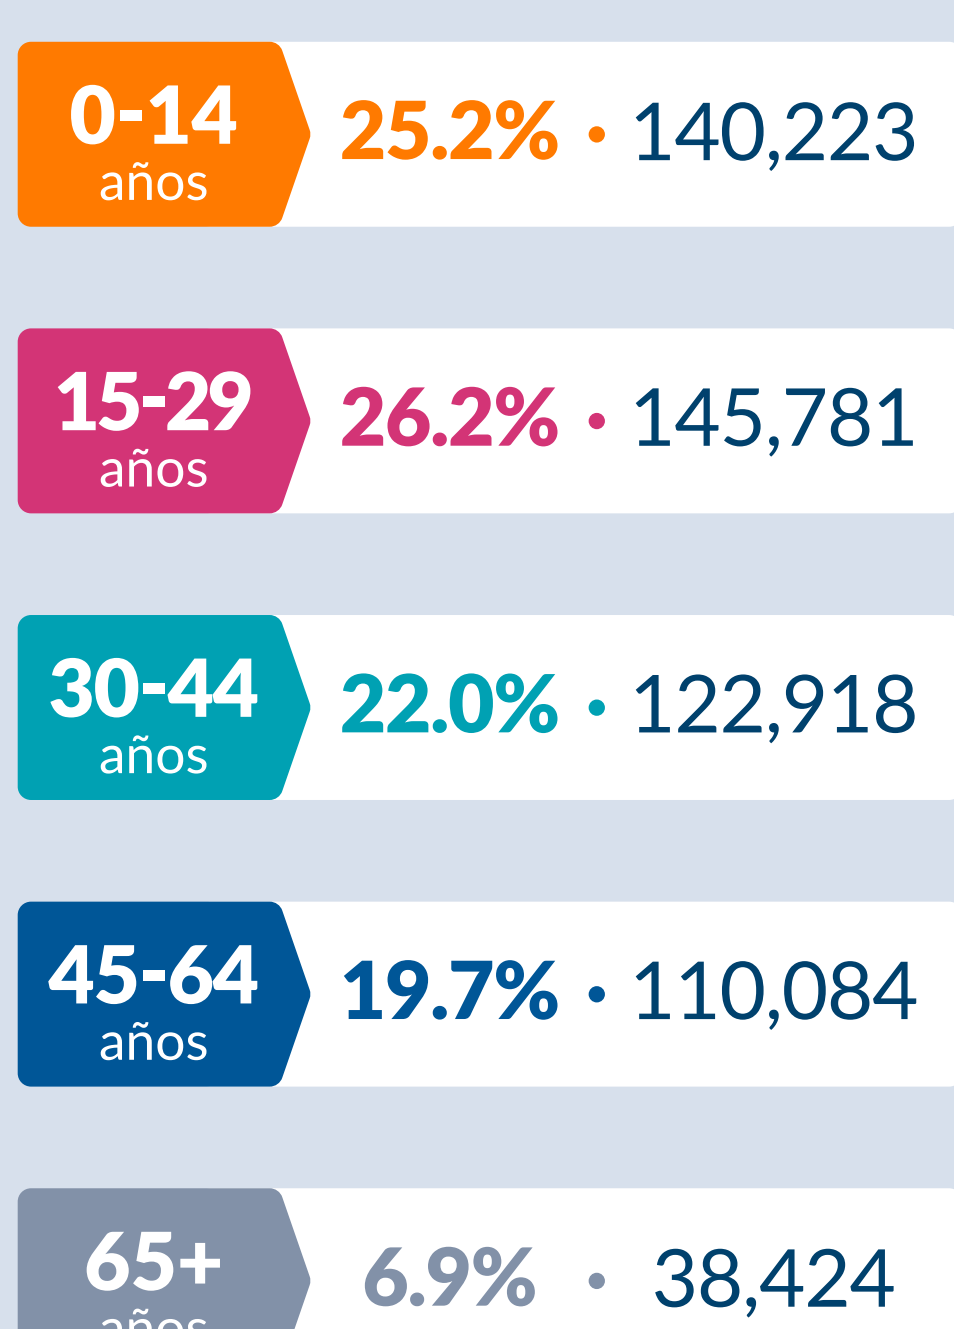 0-14
años
25.2% • 140,223
15-29
años
26.2% • 145,781
30-44
años
22.0% • 122,918
45-64
años
19.7% • 110,084
65+
años
6.9% • 38,424